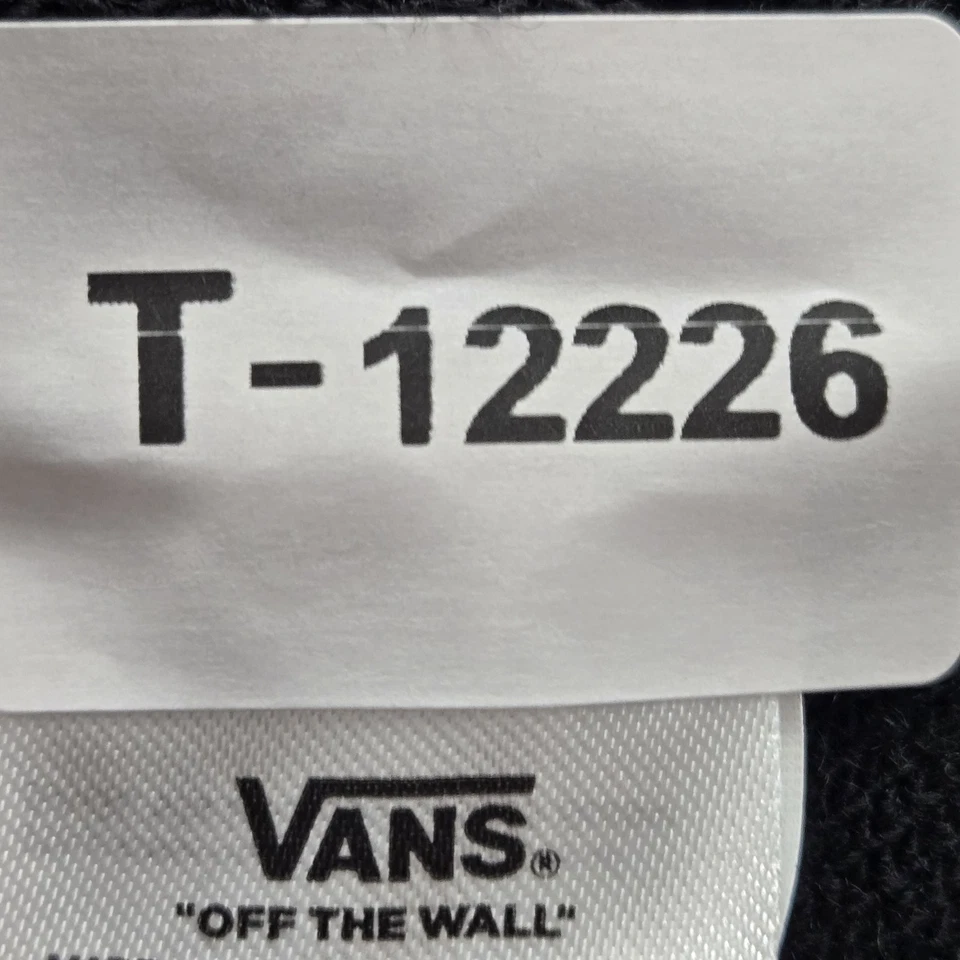 T-12226
VANS®
"OFF THE WALL"